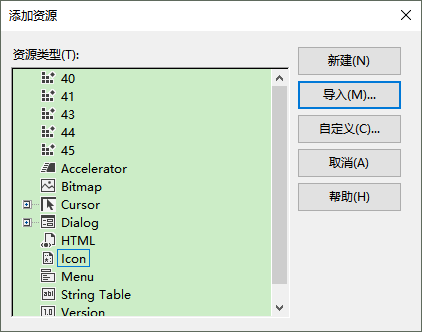 添加资源
资源类型(T):
40
41
43
44
45
Accelerator
Bitmap
Cursor
Dialog
HTML
Icon
Menu
String Table
Version
新建(N)
导入(M)...
自定义(C)...
取消(A)
帮助(H)